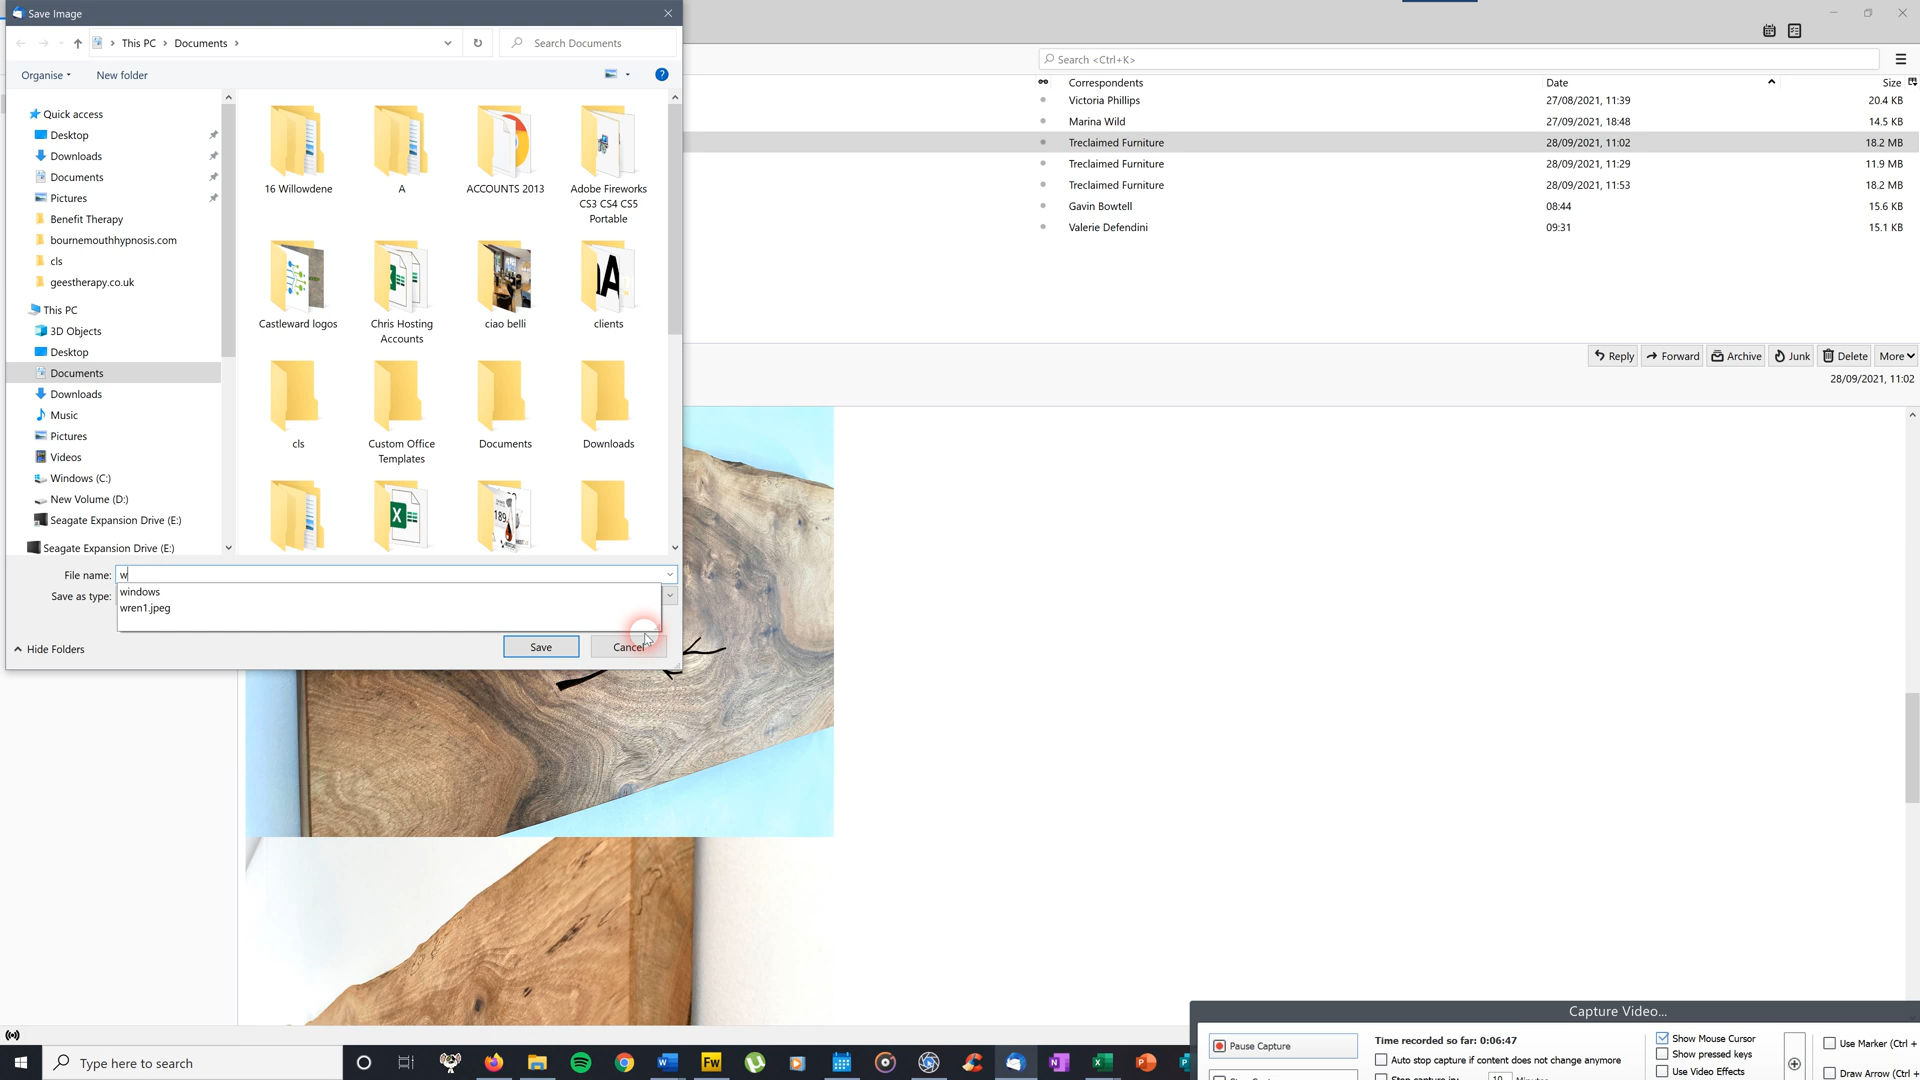 Save Image
This PC
Documents
Search Documents
Organise
New folder
Quick access
Desktop
Downloads
Documents
Pictures
Benefit Therapy
bournemouthhypnosis.com
cls
geestherapy.co.uk
This PC
3D Objects
Desktop
Documents
Downloads
Music
Pictures
Videos
Windows (C:)
New Volume (D:)
Seagate Expansion Drive (E:)
Seagate Expansion Drive (E:)
16 Willowdene
A
ACCOUNTS 2013
Adobe Fireworks
CS3 CS4 CS5
Portable
Castleward logos
Chris Hosting
Accounts
ciao belli
clients
cls
Custom Office
Templates
Documents
Downloads
File name: w
windows
wren1.jpeg
Save as type:
Hide Folders
Save
Cancel
Search <Ctrl+K>
Correspondents Date Size
Victoria Phillips 27/08/2021, 11:39 20.4 KB
Marina Wild 27/09/2021, 18:48 14.5 KB
Treclaimed Furniture 28/09/2021, 11:02 18.2 MB
Treclaimed Furniture 28/09/2021, 11:29 11.9 MB
Treclaimed Furniture 28/09/2021, 11:53 18.2 MB
Gavin Bowtell 08:44 15.6 KB
Valerie Defendini 09:31 15.1 KB
Reply Forward Archive Junk Delete More
28/09/2021, 11:02
Capture Video...
Pause Capture
Time recorded so far: 0:06:47
Auto stop capture if content does not change anymore
Show Mouse Cursor
Show pressed keys
Use Video Effects
Use Marker (Ctrl +
Draw Arrow (Ctrl +
Type here to search